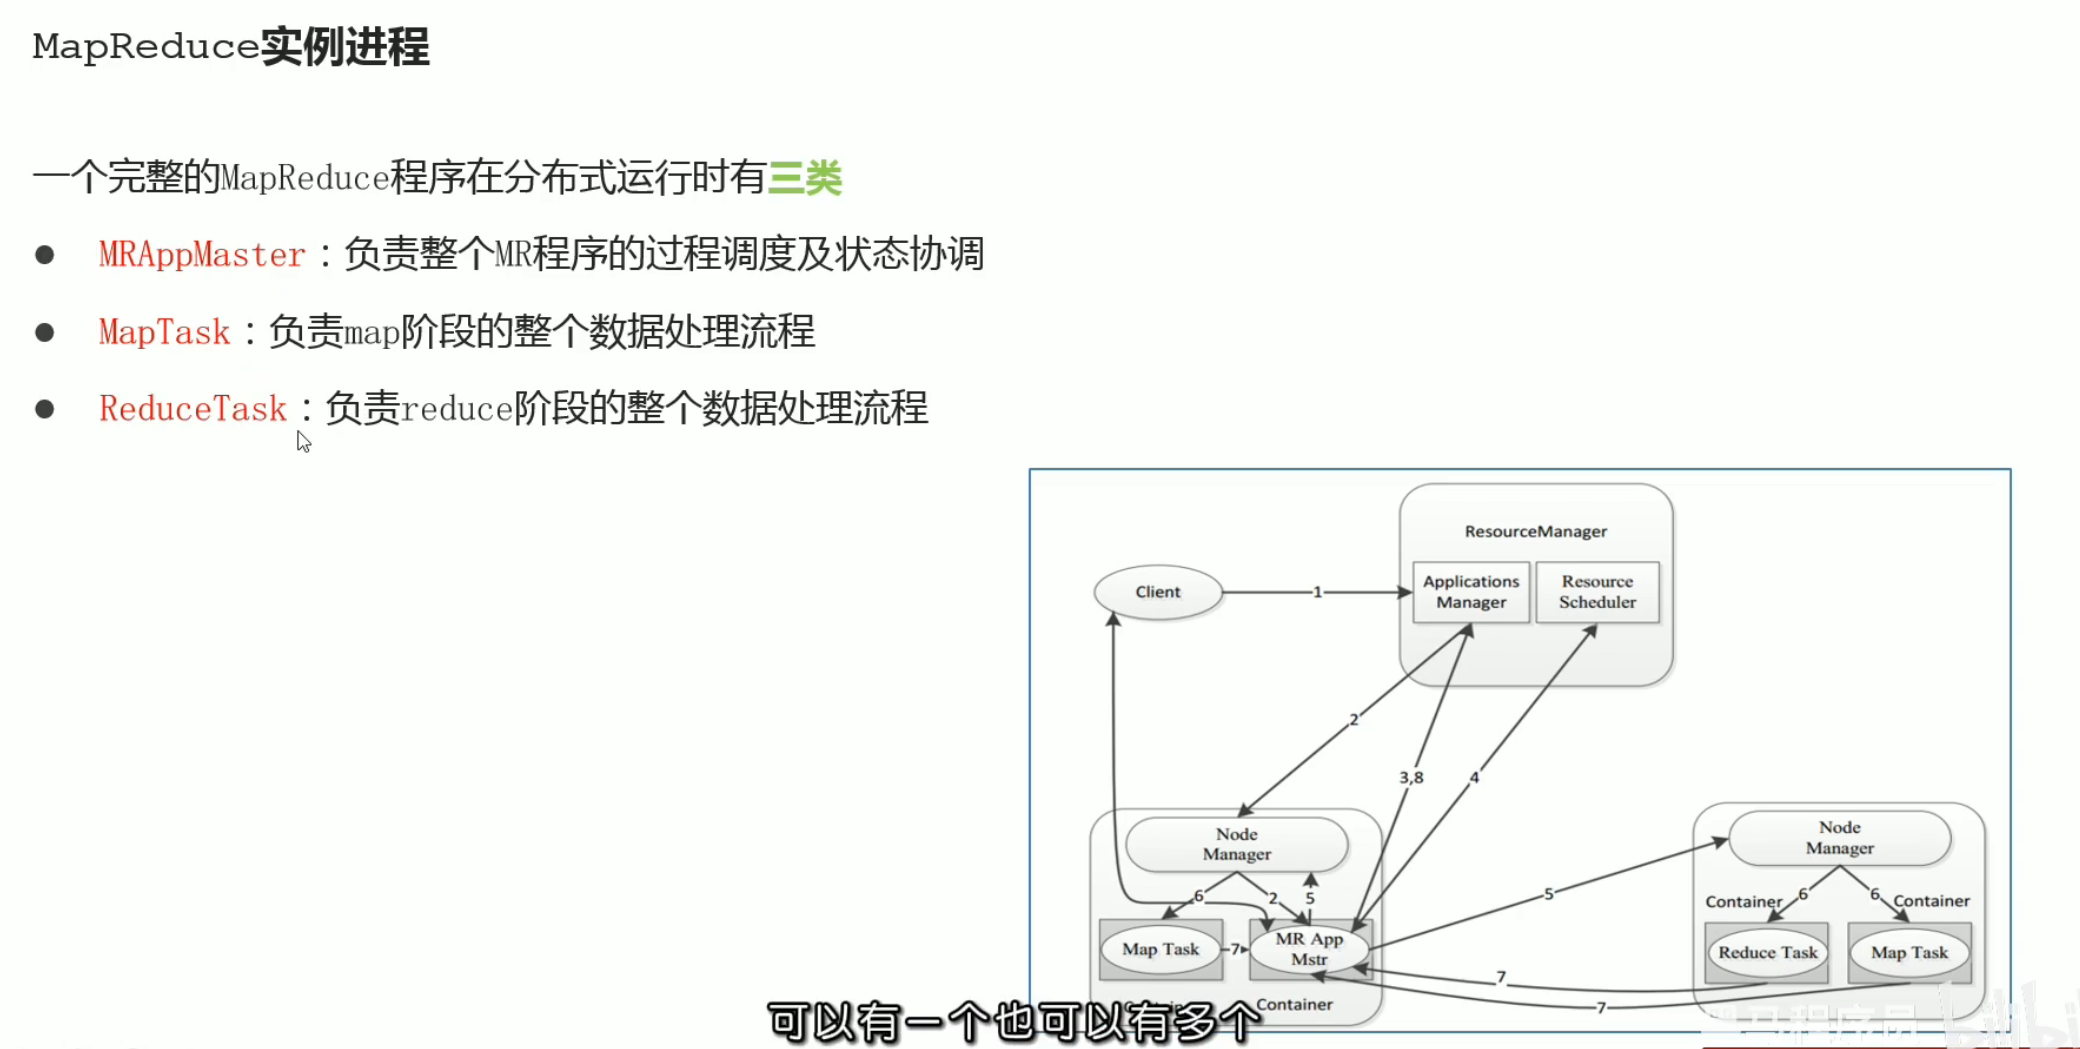 MapReduce实例进程
一个完整的MapReduce程序在分布式运行时有三类
● MRAppMaster：负责整个MR程序的过程调度及状态协调
● MapTask：负责map阶段的整个数据处理流程
● ReduceTask：负责reduce阶段的整个数据处理流程
ResourceManager
Client
1
Applications
Manager
Resource
Scheduler
2
3,8
4
Node
Manager
Node
Manager
6
2
5
5
Container
6
6
Container
Map Task
7
MR App
Mstr
Reduce Task
Map Task
7
7
Container
可以有一个也可以有多个
黑马程序员